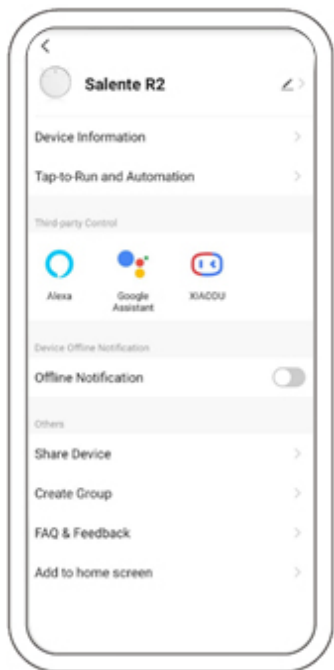 Salente R2
Device Information
Tap-to-Run and Automation
Third-party Control
Alexa
Google
Assistant
XIAODU
Device Offline Notification
Offline Notification
Others
Share Device
Create Group
FAQ & Feedback
Add to home screen